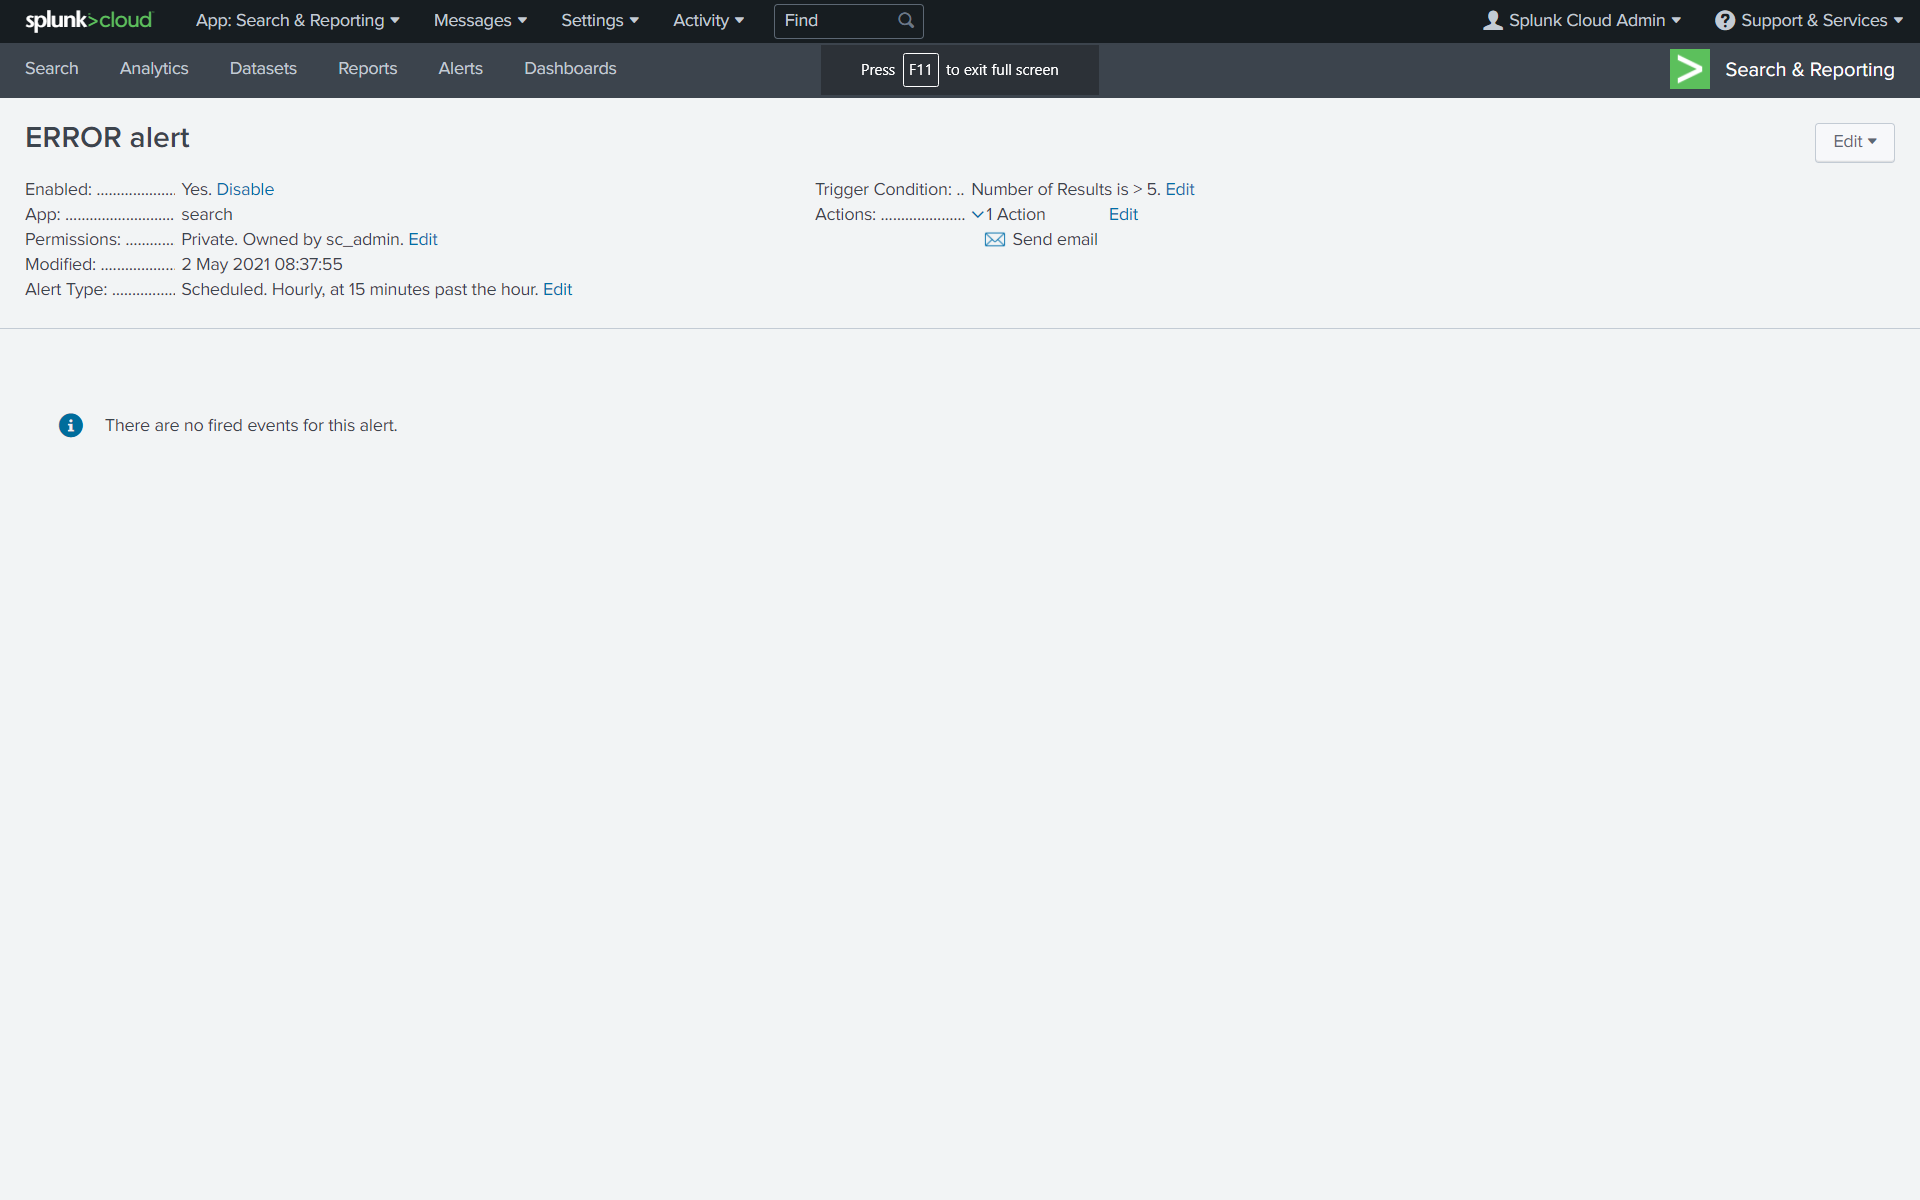 splunk>cloud App: Search & Reporting Messages Settings Activity Find Splunk Cloud Admin ? Support & Services
Search Analytics Datasets Reports Alerts Dashboards Press F11 to exit full screen > Search & Reporting
ERROR alert Edit
Enabled: ................... Yes. Disable
App: ........................... search
Permissions: ............ Private. Owned by sc_admin. Edit
Modified: .................. 2 May 2021 08:37:55
Alert Type: ................ Scheduled. Hourly, at 15 minutes past the hour. Edit
Trigger Condition: .. Number of Results is > 5. Edit
Actions: ..................... 1 Action Edit
Send email
i There are no fired events for this alert.